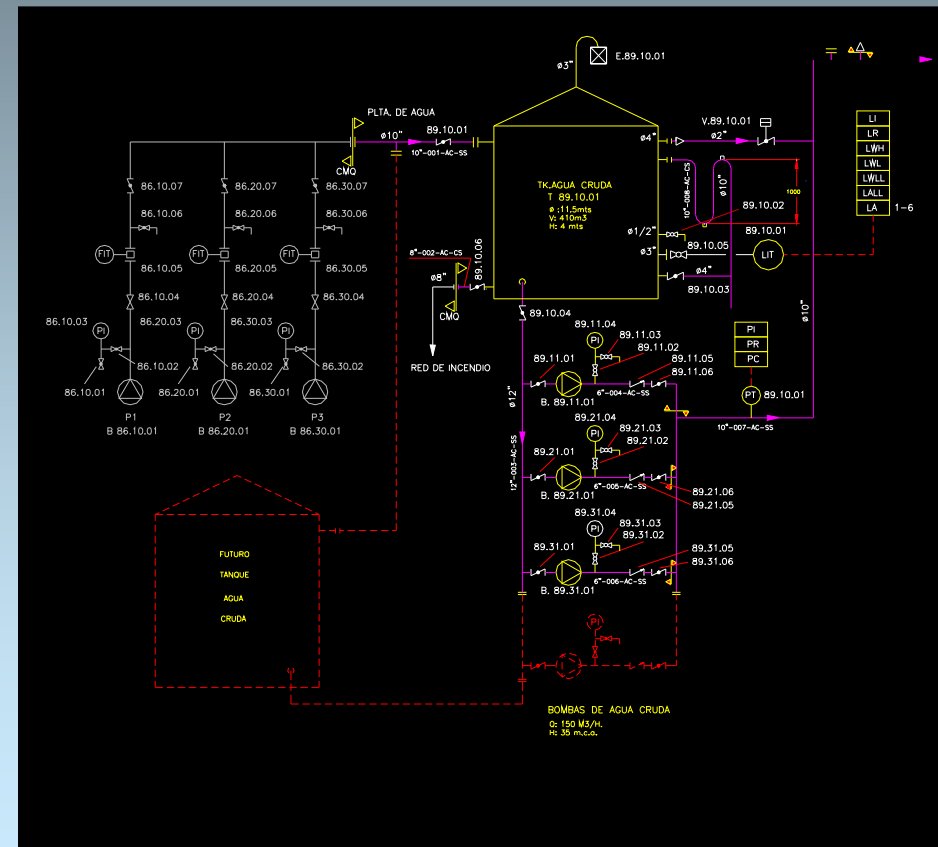 E.89.10.01
ø3"
PLTA. DE AGUA
ø10"
89.10.01
10"-001-AC-SS
CMQ
ø4"
ø2"
V.89.10.01
LI
LR
LWH
LWL
LWLL
LALL
LA
1-6
TK.AGUA CRUDA
T 89.10.01
ø :11,5mts
V: 410m3
H: 4 mts
10"-008-AC-CS
ø10"
1000
89.10.02
ø1/2"
89.10.05
89.10.01
ø3"
LIT
ø4"
89.10.03
86.10.07
86.20.07
86.30.07
86.10.06
86.20.06
86.30.06
FIT
FIT
FIT
86.10.05
86.20.05
86.30.05
86.10.04
86.20.04
86.30.04
86.10.03
86.20.03
86.30.03
PI
PI
PI
86.10.02
86.20.02
86.30.02
86.10.01
86.20.01
86.30.01
P1
P2
P3
B 86.10.01
B 86.20.01
B 86.30.01
8"-002-AC-CS
ø8"
89.10.06
CMQ
RED DE INCENDIO
89.10.04
ø12"
12"-003-AC-SS
89.11.04
89.11.03
PI
89.11.02
89.11.01
89.11.05
89.11.06
6"-004-AC-SS
B. 89.11.01
89.21.04
89.21.03
PI
89.21.02
89.21.01
89.21.06
6"-005-AC-SS
89.21.05
B. 89.21.01
89.31.04
89.31.03
PI
89.31.02
89.31.01
89.31.05
89.31.06
6"-006-AC-SS
B. 89.31.01
PI
PI
PR
PC
PT
89.10.01
ø10"
10"-007-AC-SS
FUTURO
TANQUE
AGUA
CRUDA
BOMBAS DE AGUA CRUDA
Q: 150 M3/H.
H: 35 m.c.a.